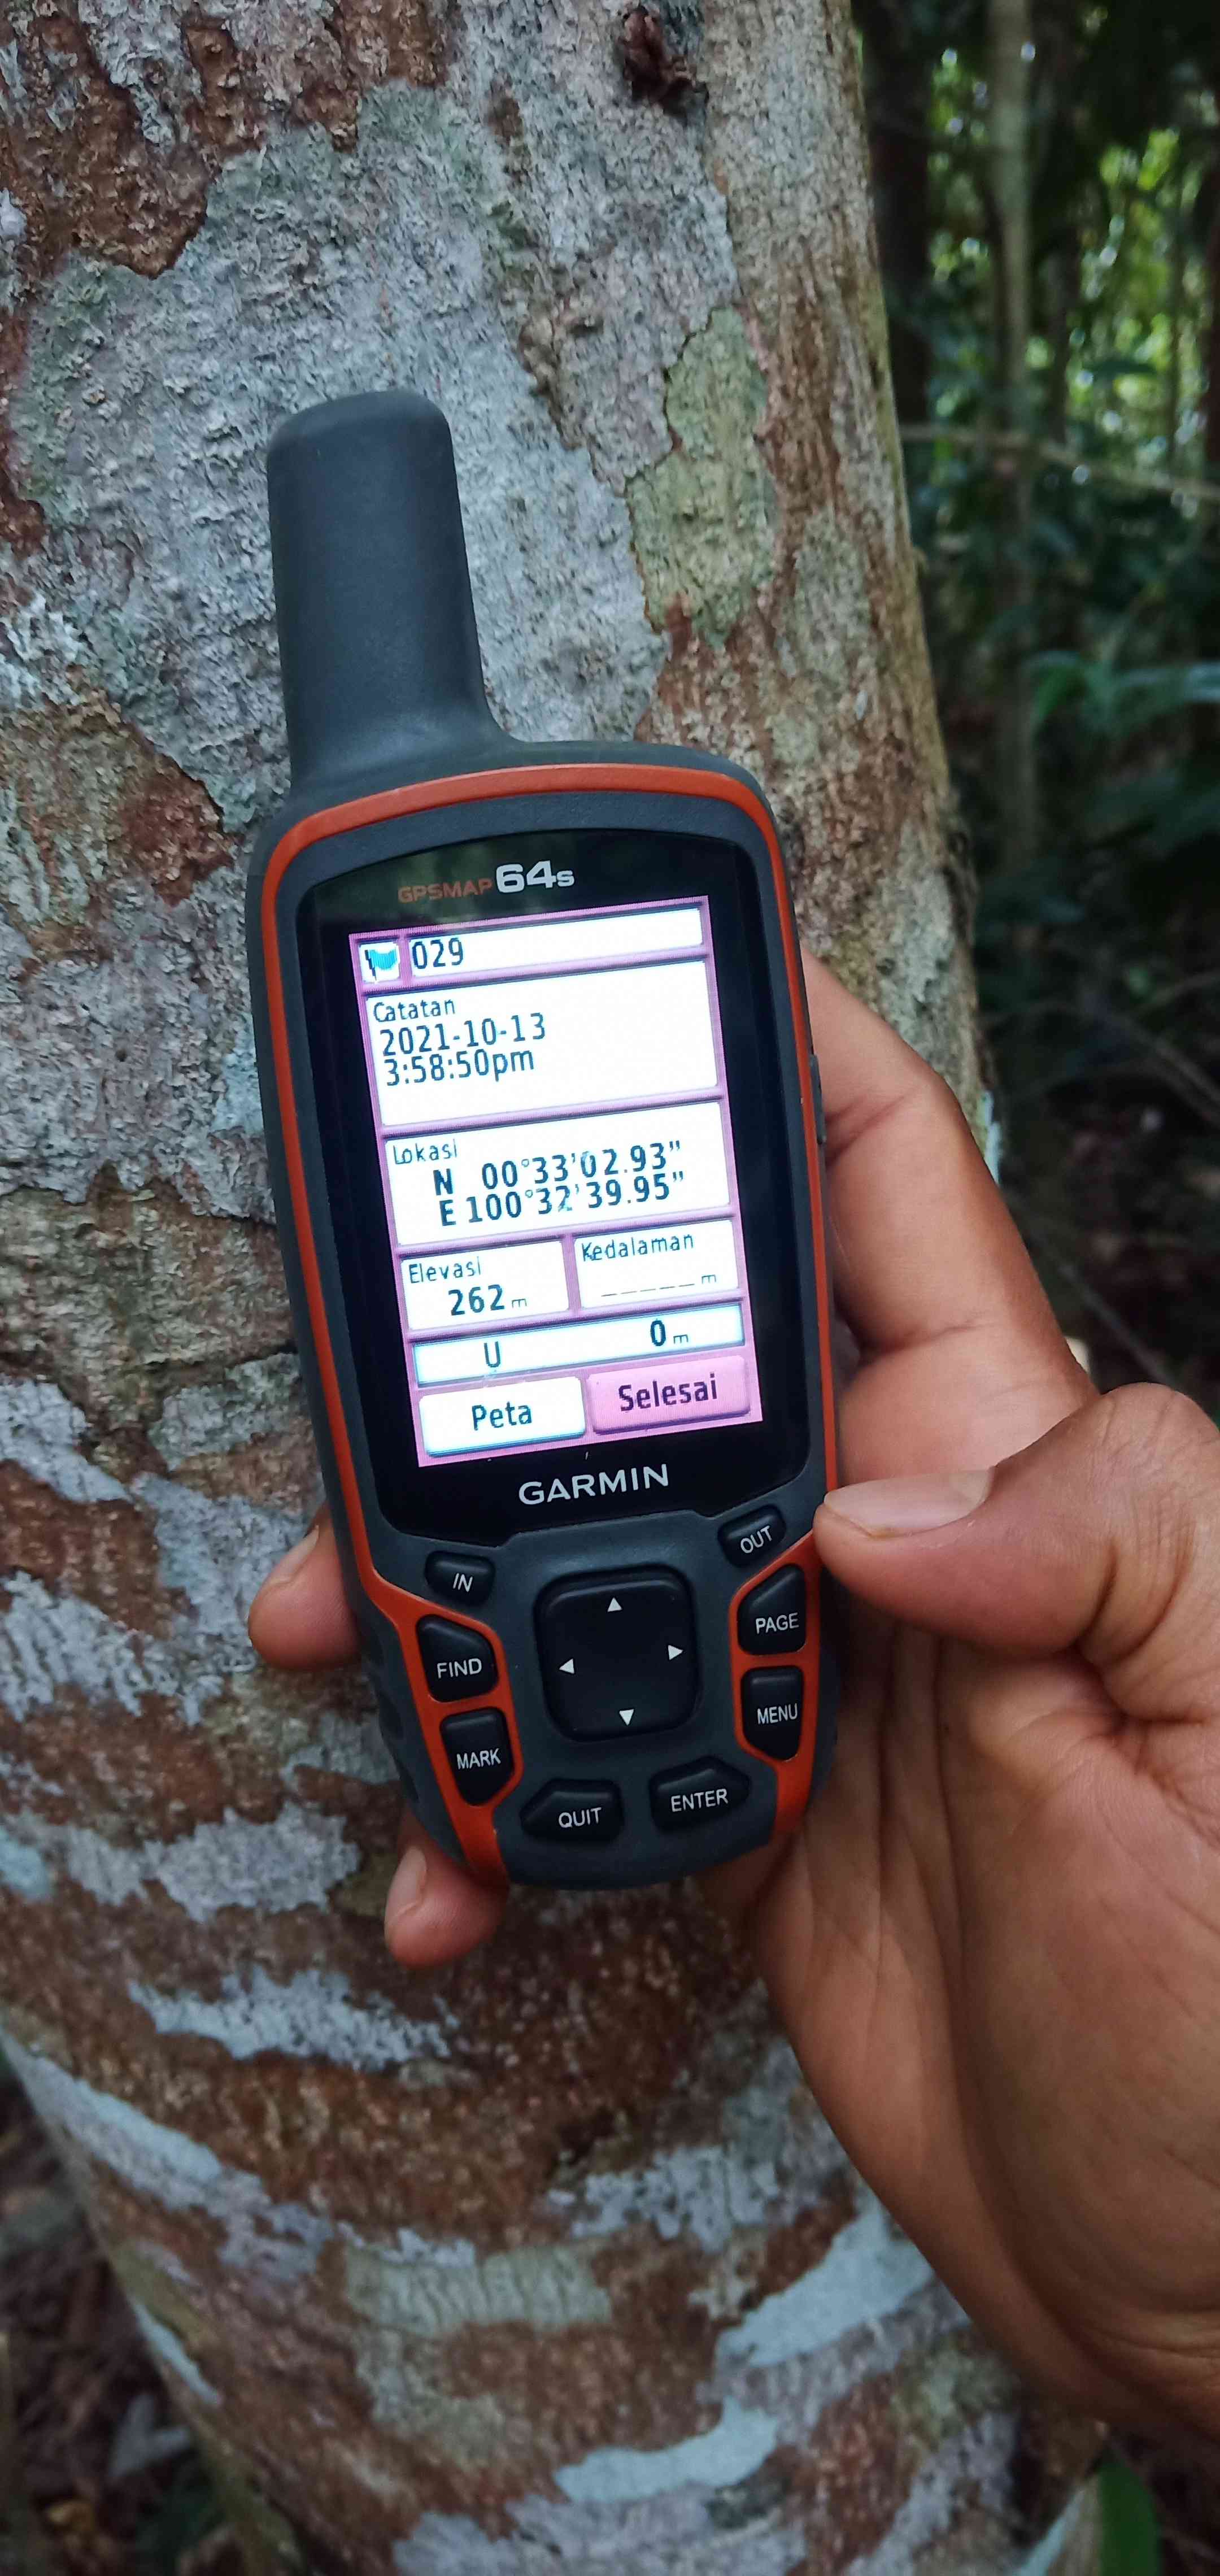 GPSMAP 64s
029
Catatan
2021-10-13
3:58:50pm
Lokasi
N 00°33'02.93"
E 100°32'39.95"
Elevasi
262 m
Kedalaman
_____ m
U 0 m
Peta
Selesai
GARMIN
IN
OUT
FIND
PAGE
MARK
MENU
QUIT
ENTER